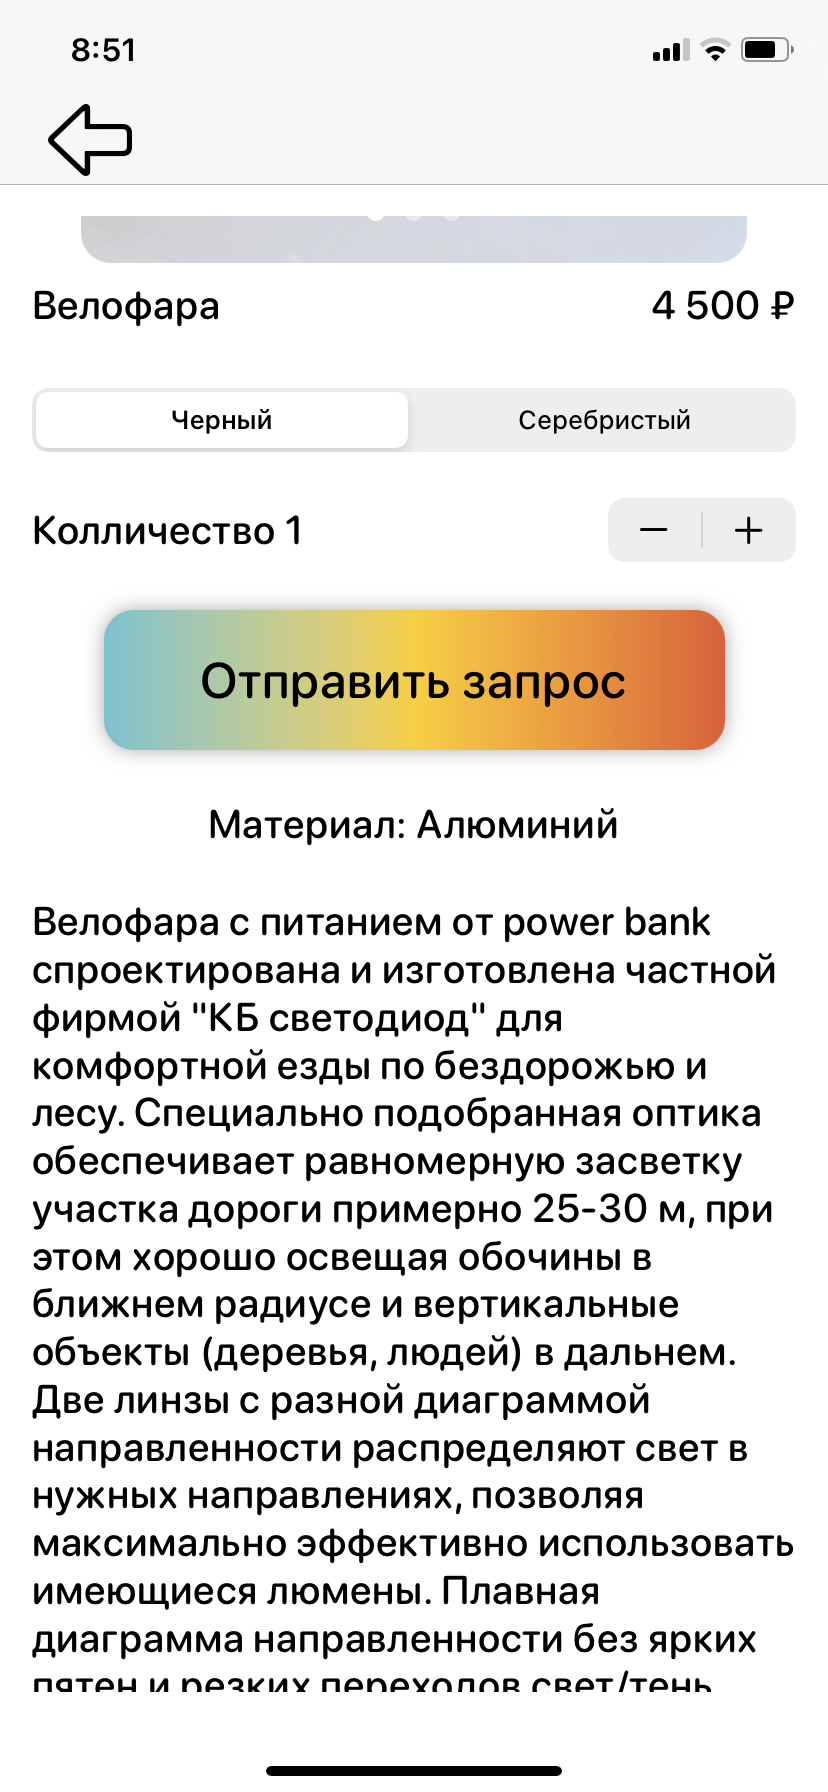 8:51
Велофара 4 500 ₽
Черный Серебристый
Колличество 1
Отправить запрос
Материал: Алюминий
Велофара с питанием от power bank
спроектирована и изготовлена частной
фирмой "КБ светодиод" для
комфортной езды по бездорожью и
лесу. Специально подобранная оптика
обеспечивает равномерную засветку
участка дороги примерно 25-30 м, при
этом хорошо освещая обочины в
ближнем радиусе и вертикальные
объекты (деревья, людей) в дальнем.
Две линзы с разной диаграммой
направленности распределяют свет в
нужных направлениях, позволяя
максимально эффективно использовать
имеющиеся люмены. Плавная
диаграмма направленности без ярких
пятен и резких переходов свет/тень